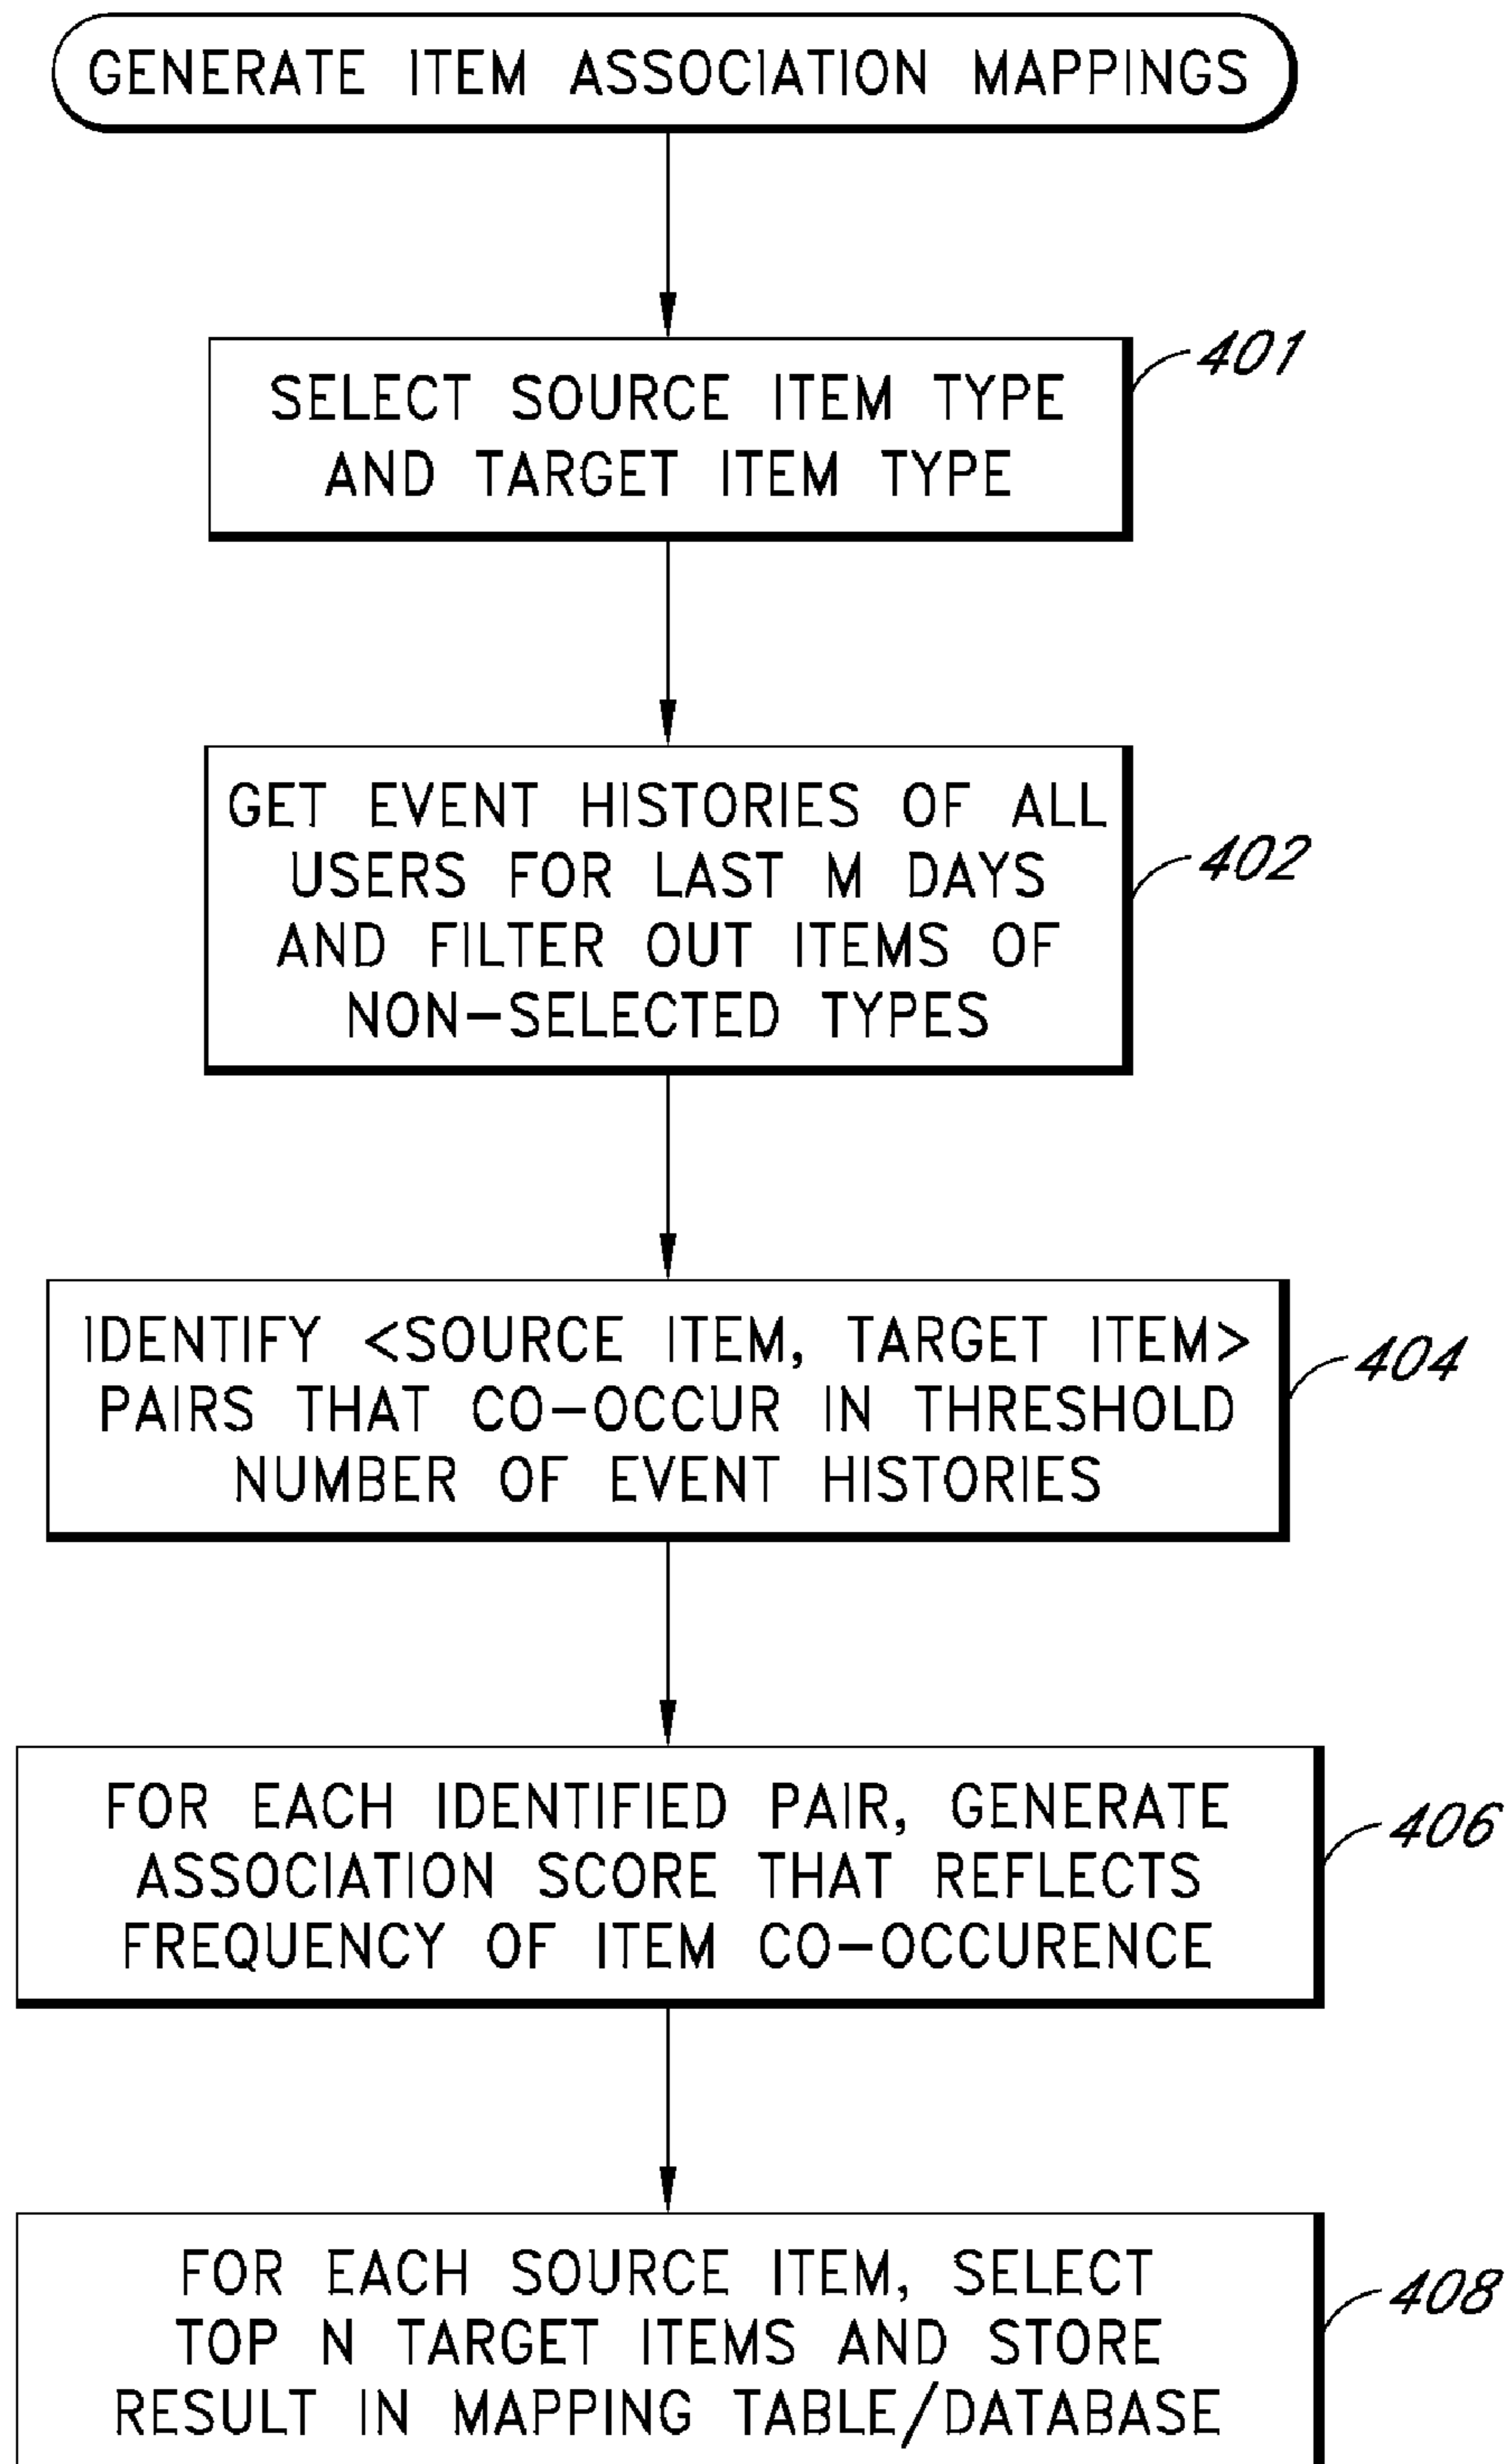 GENERATE ITEM ASSOCIATION MAPPINGS
401
SELECT SOURCE ITEM TYPE
AND TARGET ITEM TYPE
GET EVENT HISTORIES OF ALL
USERS FOR LAST M DAYS
402
AND FILTER OUT ITEMS OF
NON-SELECTED TYPES
IDENTIFY <SOURCE ITEM, TARGET ITEM>
404
PAIRS THAT CO-OCCUR IN THRESHOLD
NUMBER OF EVENT HISTORIES
FOR EACH IDENTIFIED PAIR, GENERATE
406
ASSOCIATION SCORE THAT REFLECTS
FREQUENCY OF ITEM CO-OCCURENCE
FOR EACH SOURCE ITEM, SELECT
408
TOP N TARGET ITEMS AND STORE
RESULT IN MAPPING TABLE/DATABASE